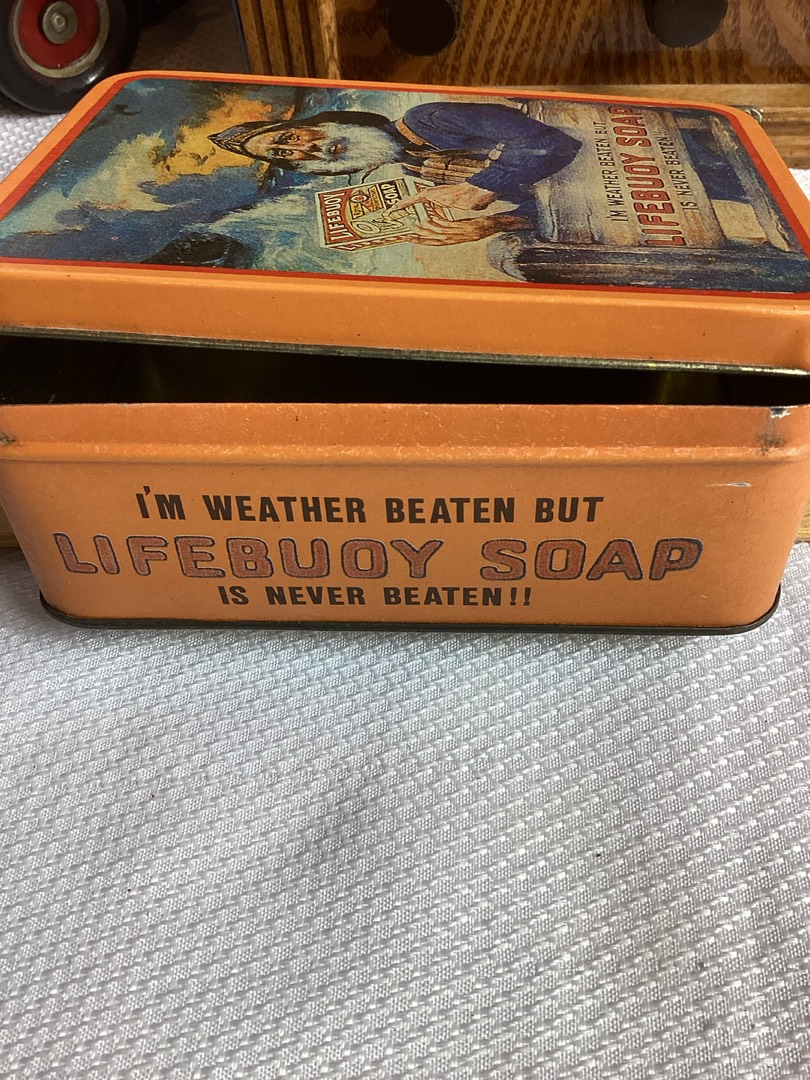 I'M WEATHER BEATEN BUT
LIFEBUOY SOAP
IS NEVER BEATEN!!
LIFEBUOY
SOAP
I'M WEATHER BEATEN BUT
LIFEBUOY SOAP
IS NEVER BEATEN!!